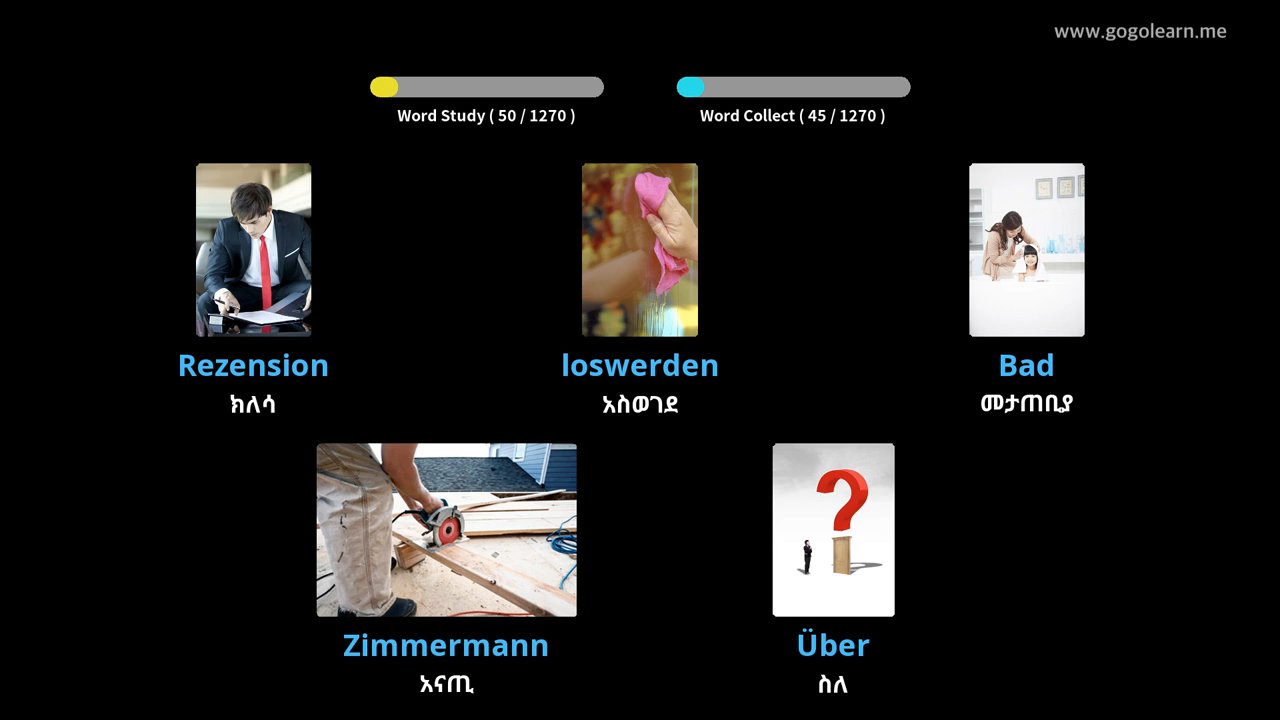 www.gogolearn.me
Word Study ( 50 / 1270 )
Word Collect ( 45 / 1270 )
Rezension
ክለሳ
loswerden
አስወገደ
Bad
መታጠቢያ
Zimmermann
አናጢ
Über
ስለ